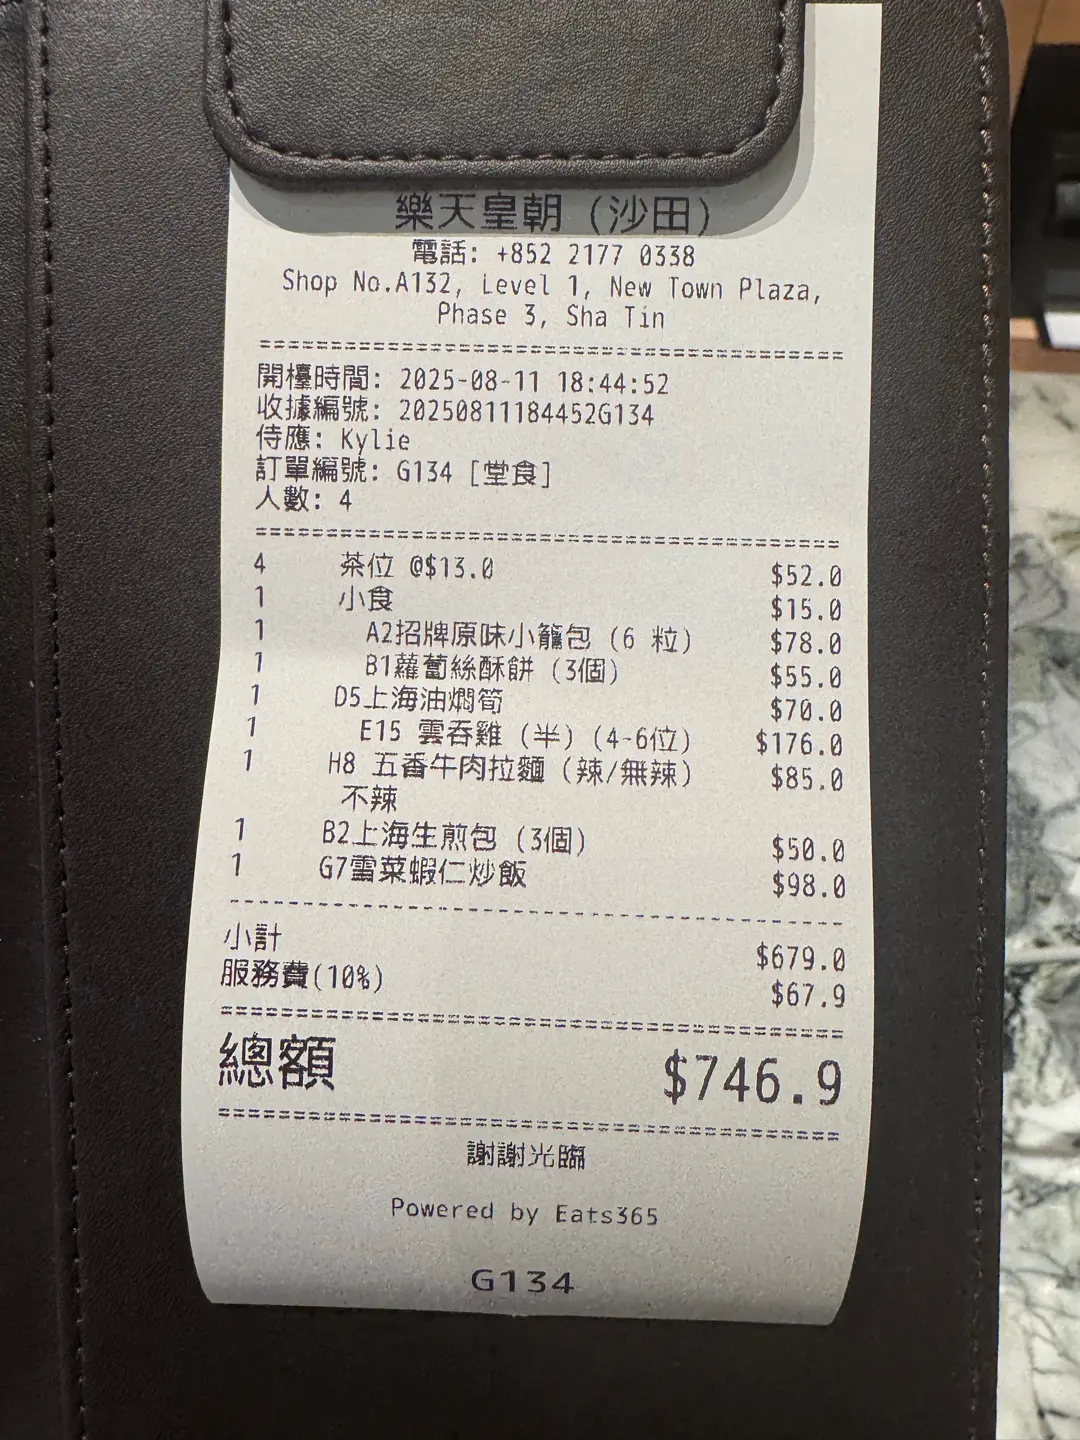 樂天皇朝 (沙田)
電話: +852 2177 0338
Shop No.A132, Level 1, New Town Plaza,
Phase 3, Sha Tin
開檯時間: 2025-08-11 18:44:52
收據編號: 20250811184452G134
侍應: Kylie
訂單編號: G134 [堂食]
人數: 4
4 茶位 @$13.0 $52.0
1 小食 $15.0
1 A2招牌原味小籠包 (6 粒) $78.0
1 B1蘿蔔絲酥餅 (3個) $55.0
1 D5上海油燜筍 $70.0
1 E15 雲吞雞 (半) (4-6位) $176.0
1 H8 五香牛肉拉麵 (辣/無辣) $85.0
不辣
1 B2上海生煎包 (3個) $50.0
1 G7雪菜蝦仁炒飯 $98.0
小計 $679.0
服務費(10%) $67.9
總額 $746.9
謝謝光臨
Powered by Eats365
G134